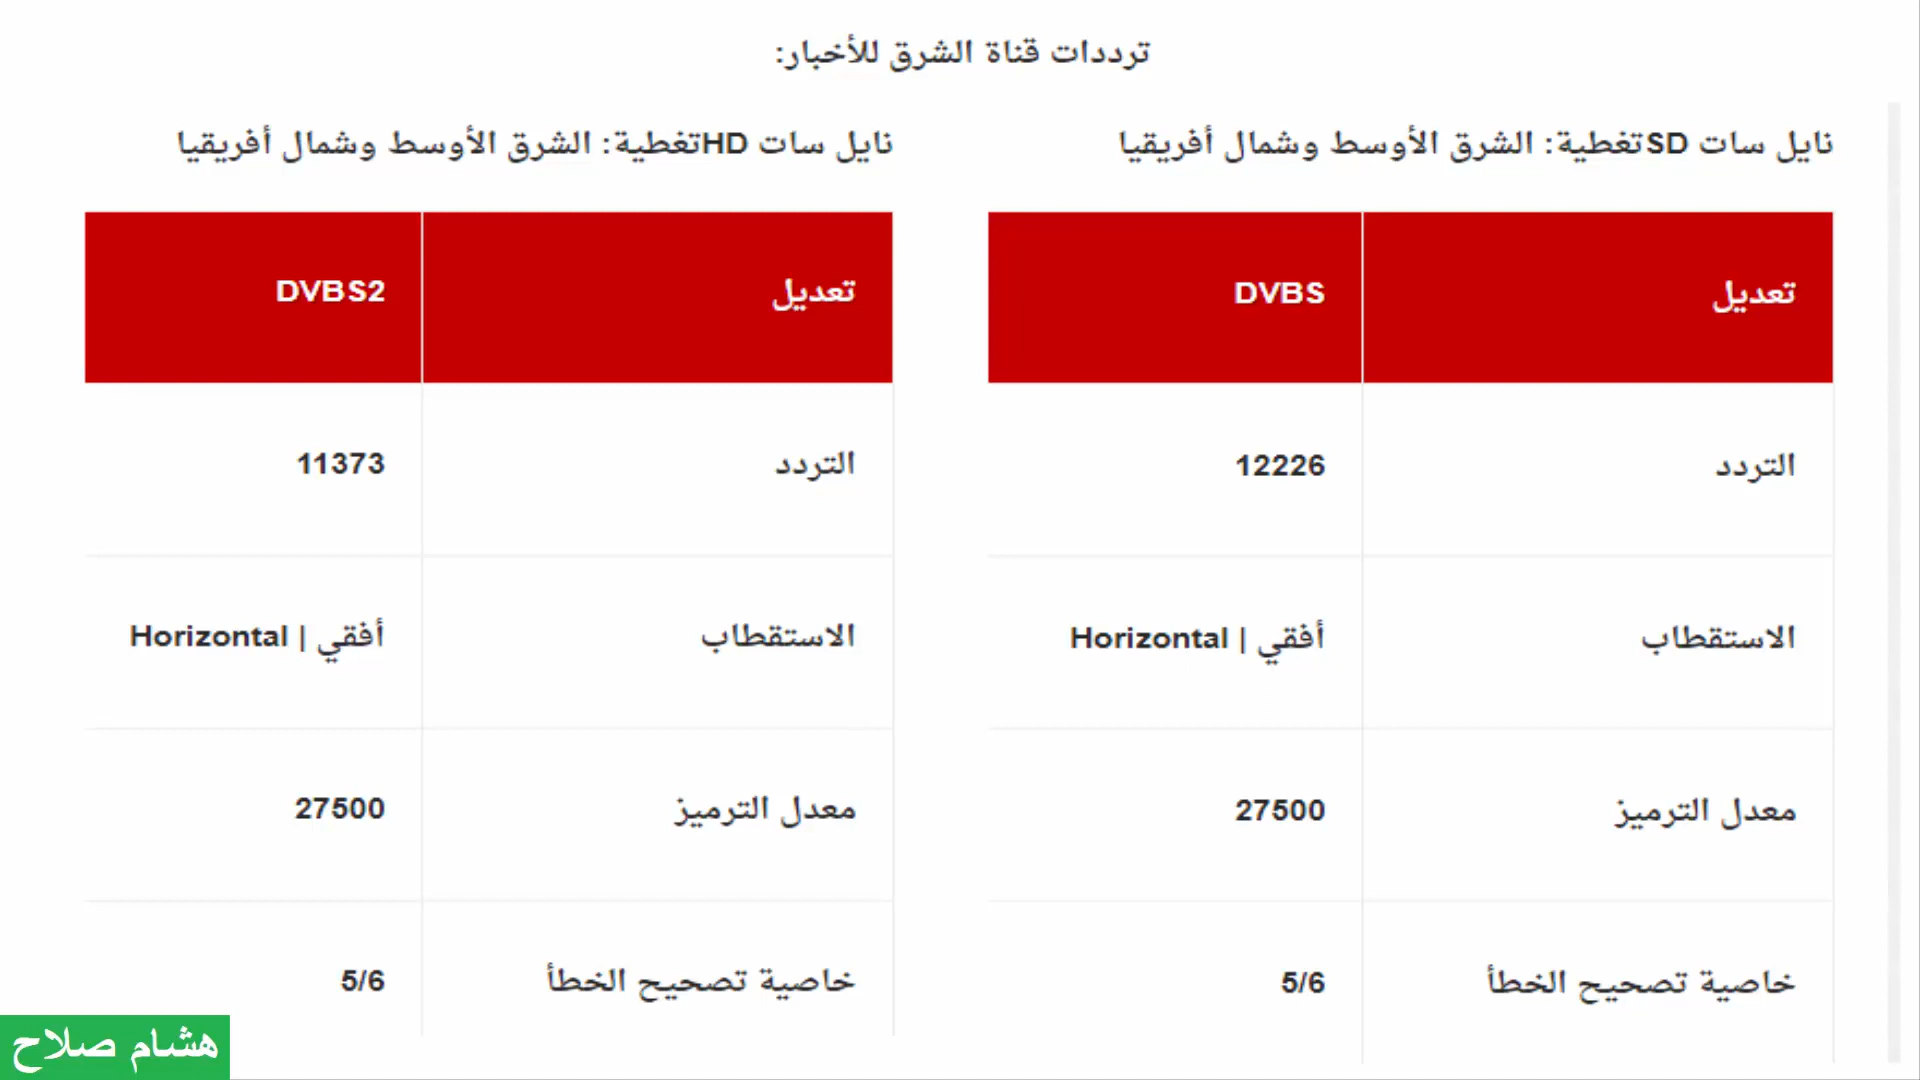 ترددات قناة الشرق للأخبار:
نايل سات SDتغطية: الشرق الأوسط وشمال أفريقيا
تعديل DVBS
التردد 12226
الاستقطاب أفقي | Horizontal
معدل الترميز 27500
خاصية تصحيح الخطأ 5/6
نايل سات HDتغطية: الشرق الأوسط وشمال أفريقيا
تعديل DVBS2
التردد 11373
الاستقطاب أفقي | Horizontal
معدل الترميز 27500
خاصية تصحيح الخطأ 5/6
هشام صلاح